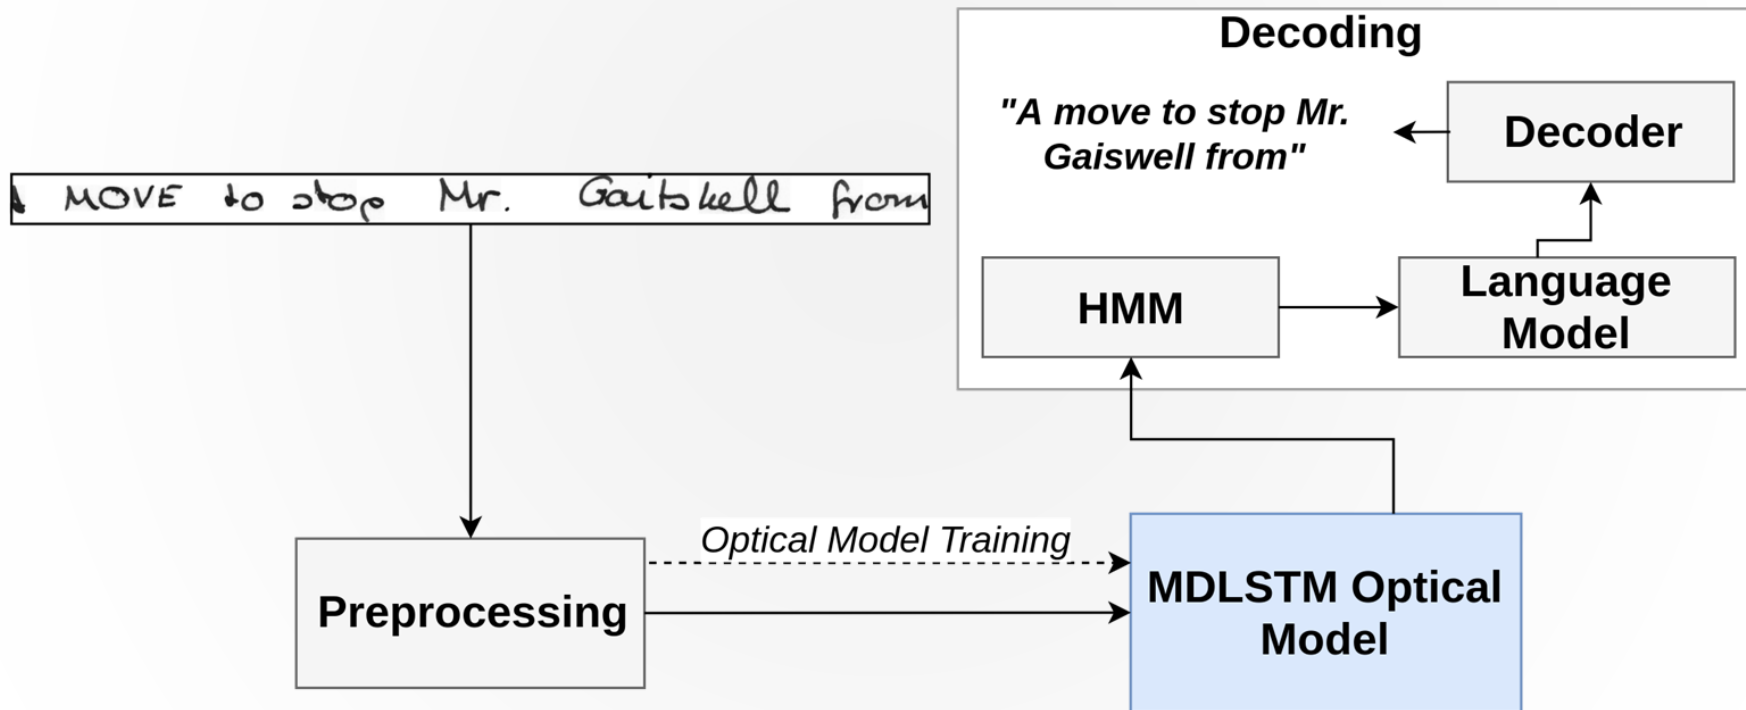 Decoding
"A move to stop Mr.
Gaiswell from"
Decoder
MOVE to stop Mr. Gaitskell from
HMM
Language
Model
Optical Model Training
Preprocessing
MDLSTM Optical
Model